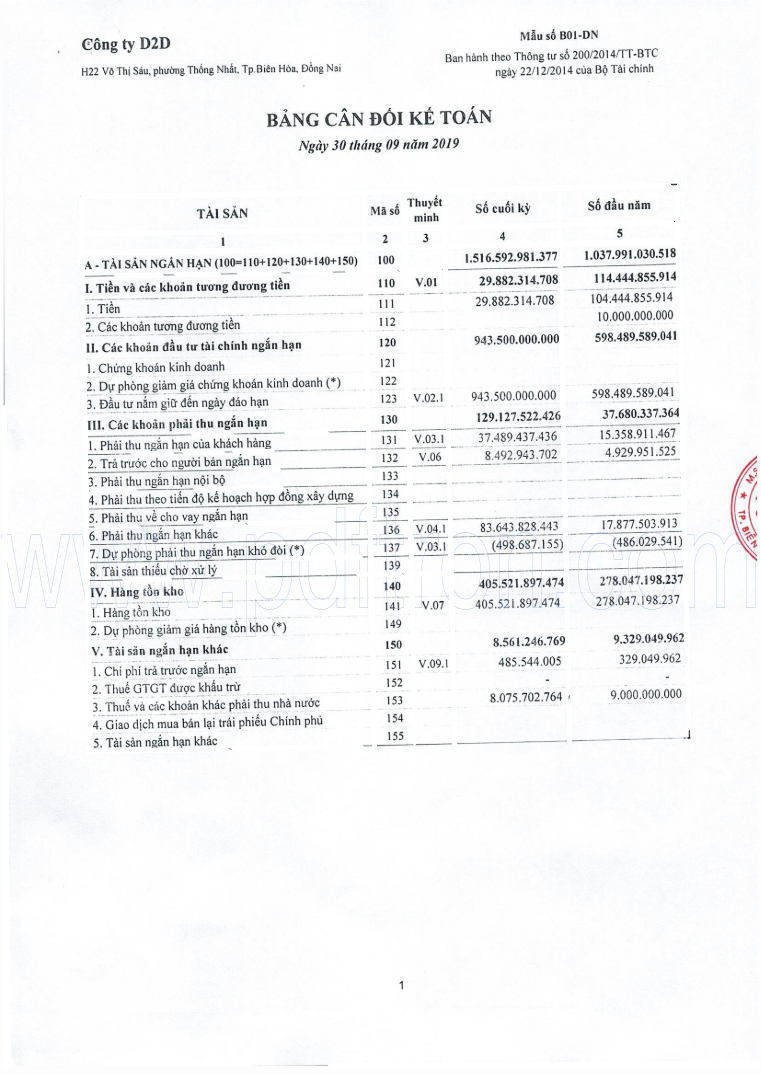 Công ty D2D
H22 Võ Thị Sáu, phường Thống Nhất, Tp.Biên Hòa, Đồng Nai
Mẫu số B01-DN
Ban hành theo Thông tư số 200/2014/TT-BTC
ngày 22/12/2014 của Bộ Tài chính
BẢNG CÂN ĐỐI KẾ TOÁN
Ngày 30 tháng 09 năm 2019
TÀI SẢN Mã số Thuyết minh Số cuối kỳ Số đầu năm
1 2 3 4 5
A - TÀI SẢN NGẮN HẠN (100=110+120+130+140+150) 100 1.516.592.981.377 1.037.991.030.518
I. Tiền và các khoản tương đương tiền 110 V.01 29.882.314.708 114.444.855.914
1. Tiền 111 29.882.314.708 104.444.855.914
2. Các khoản tương đương tiền 112 10.000.000.000
II. Các khoản đầu tư tài chính ngắn hạn 120 943.500.000.000 598.489.589.041
1. Chứng khoán kinh doanh 121
2. Dự phòng giảm giá chứng khoán kinh doanh (*) 122
3. Đầu tư nắm giữ đến ngày đáo hạn 123 V.02.1 943.500.000.000 598.489.589.041
III. Các khoản phải thu ngắn hạn 130 129.127.522.426 37.680.337.364
1. Phải thu ngắn hạn của khách hàng 131 V.03.1 37.489.437.436 15.358.911.467
2. Trả trước cho người bán ngắn hạn 132 V.06 8.492.943.702 4.929.951.525
3. Phải thu ngắn hạn nội bộ 133
4. Phải thu theo tiến độ kế hoạch hợp đồng xây dựng 134
5. Phải thu về cho vay ngắn hạn 135
6. Phải thu ngắn hạn khác 136 V.04.1 83.643.828.443 17.877.503.913
7. Dự phòng phải thu ngắn hạn khó đòi (*) 137 V.03.1 (498.687.155) (486.029.541)
8. Tài sản thiếu chờ xử lý 139
IV. Hàng tồn kho 140 405.521.897.474 278.047.198.237
1. Hàng tồn kho 141 V.07 405.521.897.474 278.047.198.237
2. Dự phòng giảm giá hàng tồn kho (*) 149
V. Tài sản ngắn hạn khác 150 8.561.246.769 9.329.049.962
1. Chi phí trả trước ngắn hạn 151 V.09.1 485.544.005 329.049.962
2. Thuế GTGT được khấu trừ 152 - -
3. Thuế và các khoản khác phải thu nhà nước 153 8.075.702.764 9.000.000.000
4. Giao dịch mua bán lại trái phiếu Chính phủ 154
5. Tài sản ngắn hạn khác 155
TP. BIÊN
1